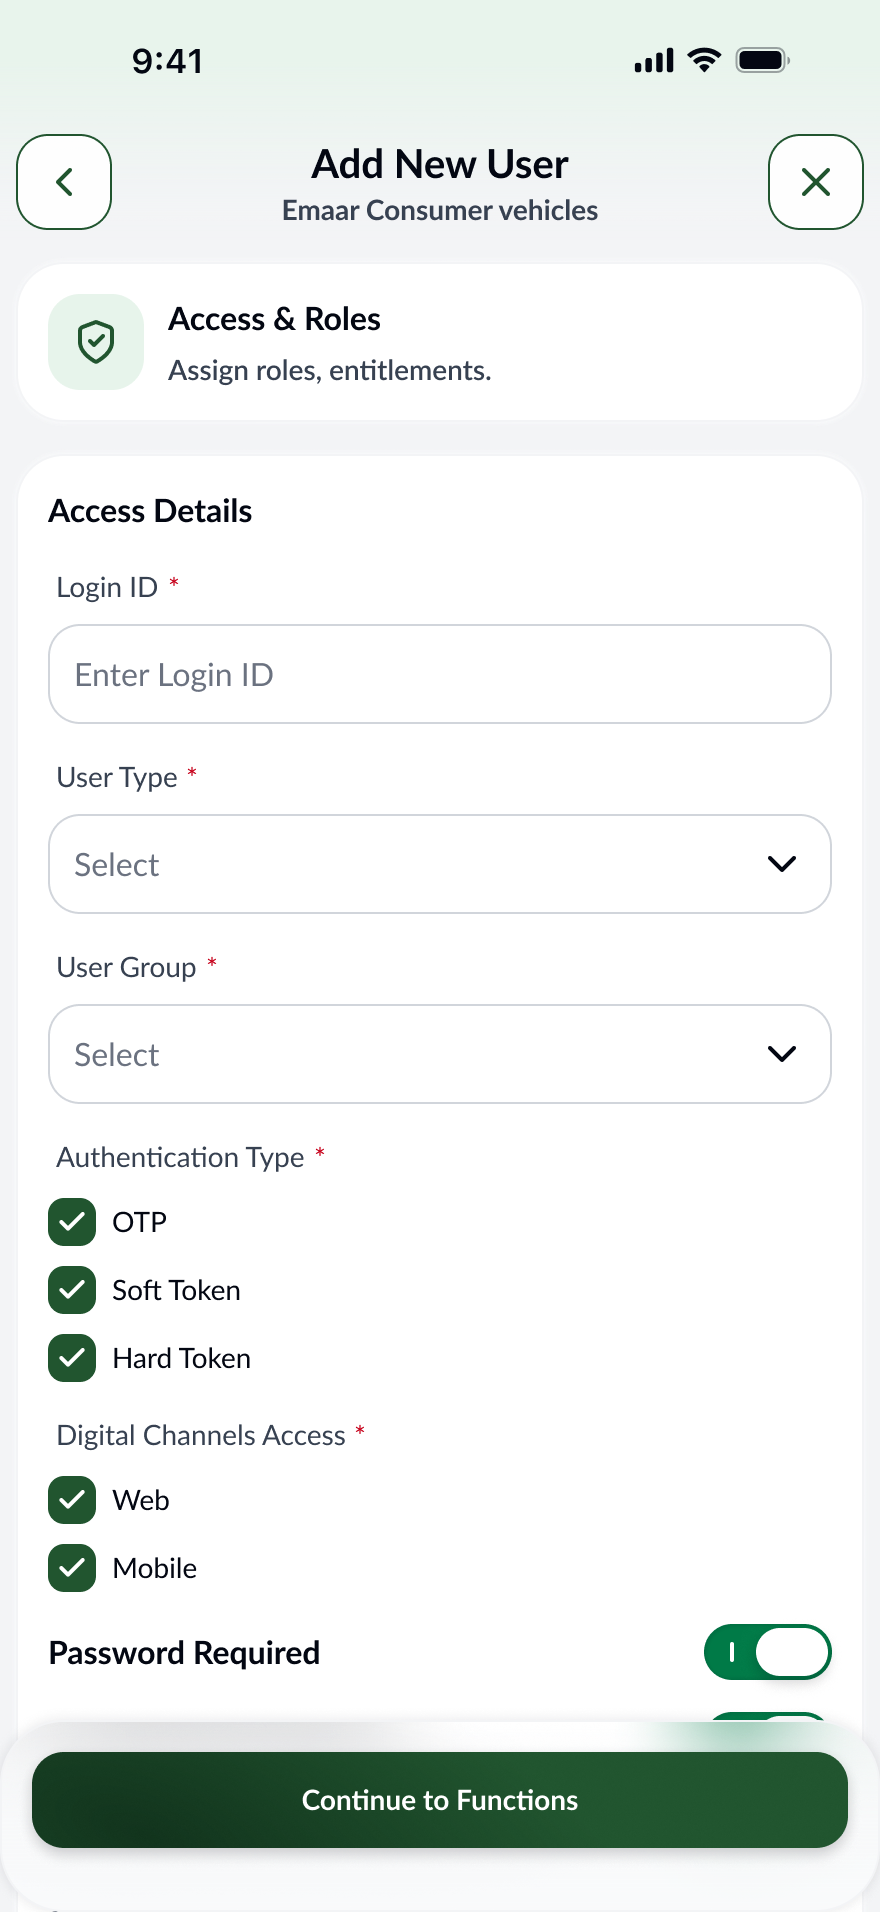 9:41
Add New User
Emaar Consumer vehicles
Access & Roles
Assign roles, entitlements.
Access Details
Login ID *
Enter Login ID
User Type *
Select
User Group *
Select
Authentication Type *
OTP
Soft Token
Hard Token
Digital Channels Access *
Web
Mobile
Password Required
Continue to Functions